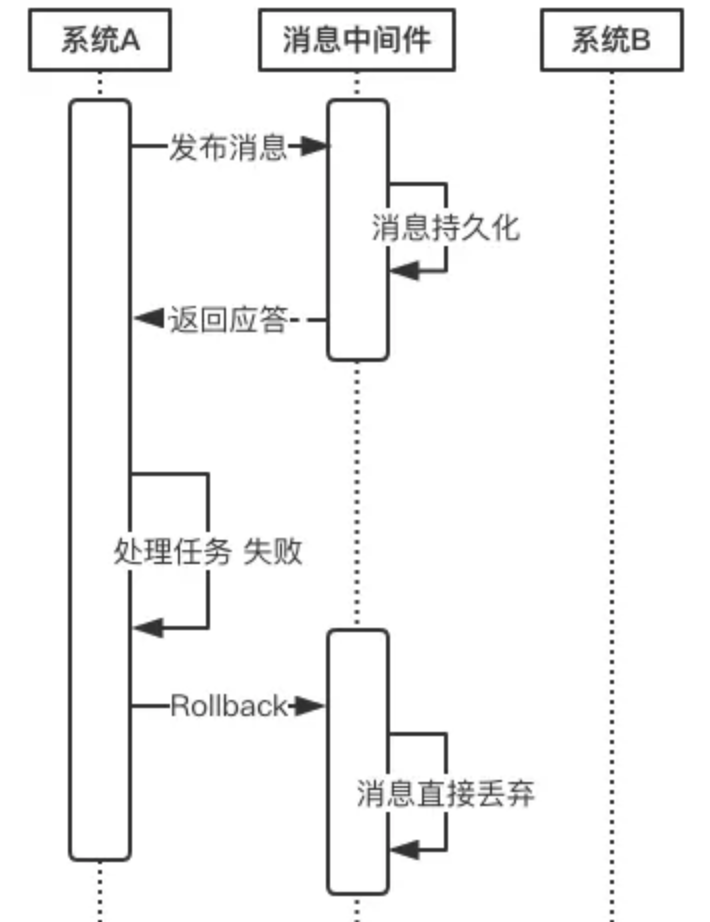 系统A
消息中间件
系统B
发布消息
消息持久化
返回应答
处理任务 失败
Rollback
消息直接丢弃